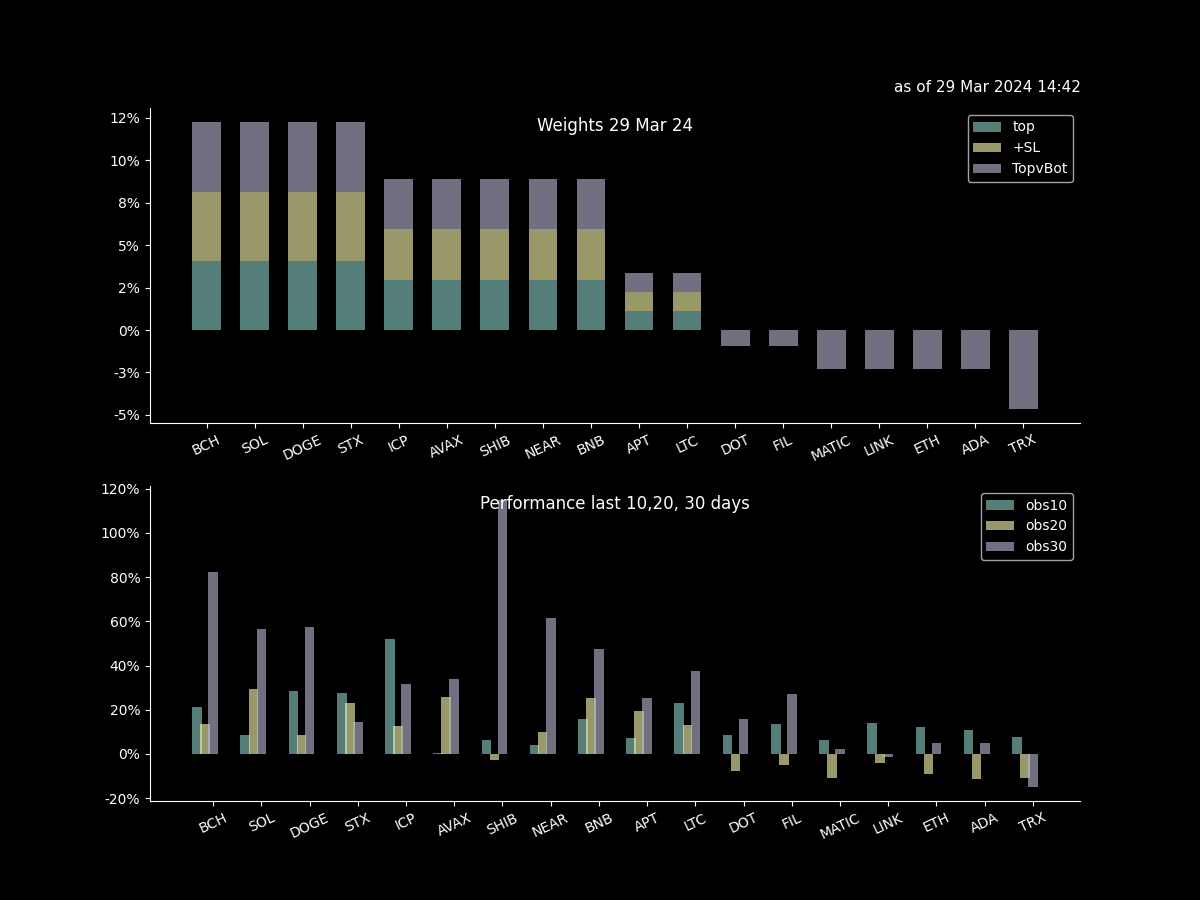 as of 29 Mar 2024 14:42
Weights 29 Mar 24
top
+SL
TopvBot
12%
10%
8%
5%
2%
0%
-3%
-5%
BCH SOL DOGE STX ICP AVAX SHIB NEAR BNB APT LTC DOT FIL MATIC LINK ETH ADA TRX
Performance last 10,20, 30 days
obs10
obs20
obs30
120%
100%
80%
60%
40%
20%
0%
-20%
BCH SOL DOGE STX ICP AVAX SHIB NEAR BNB APT LTC DOT FIL MATIC LINK ETH ADA TRX